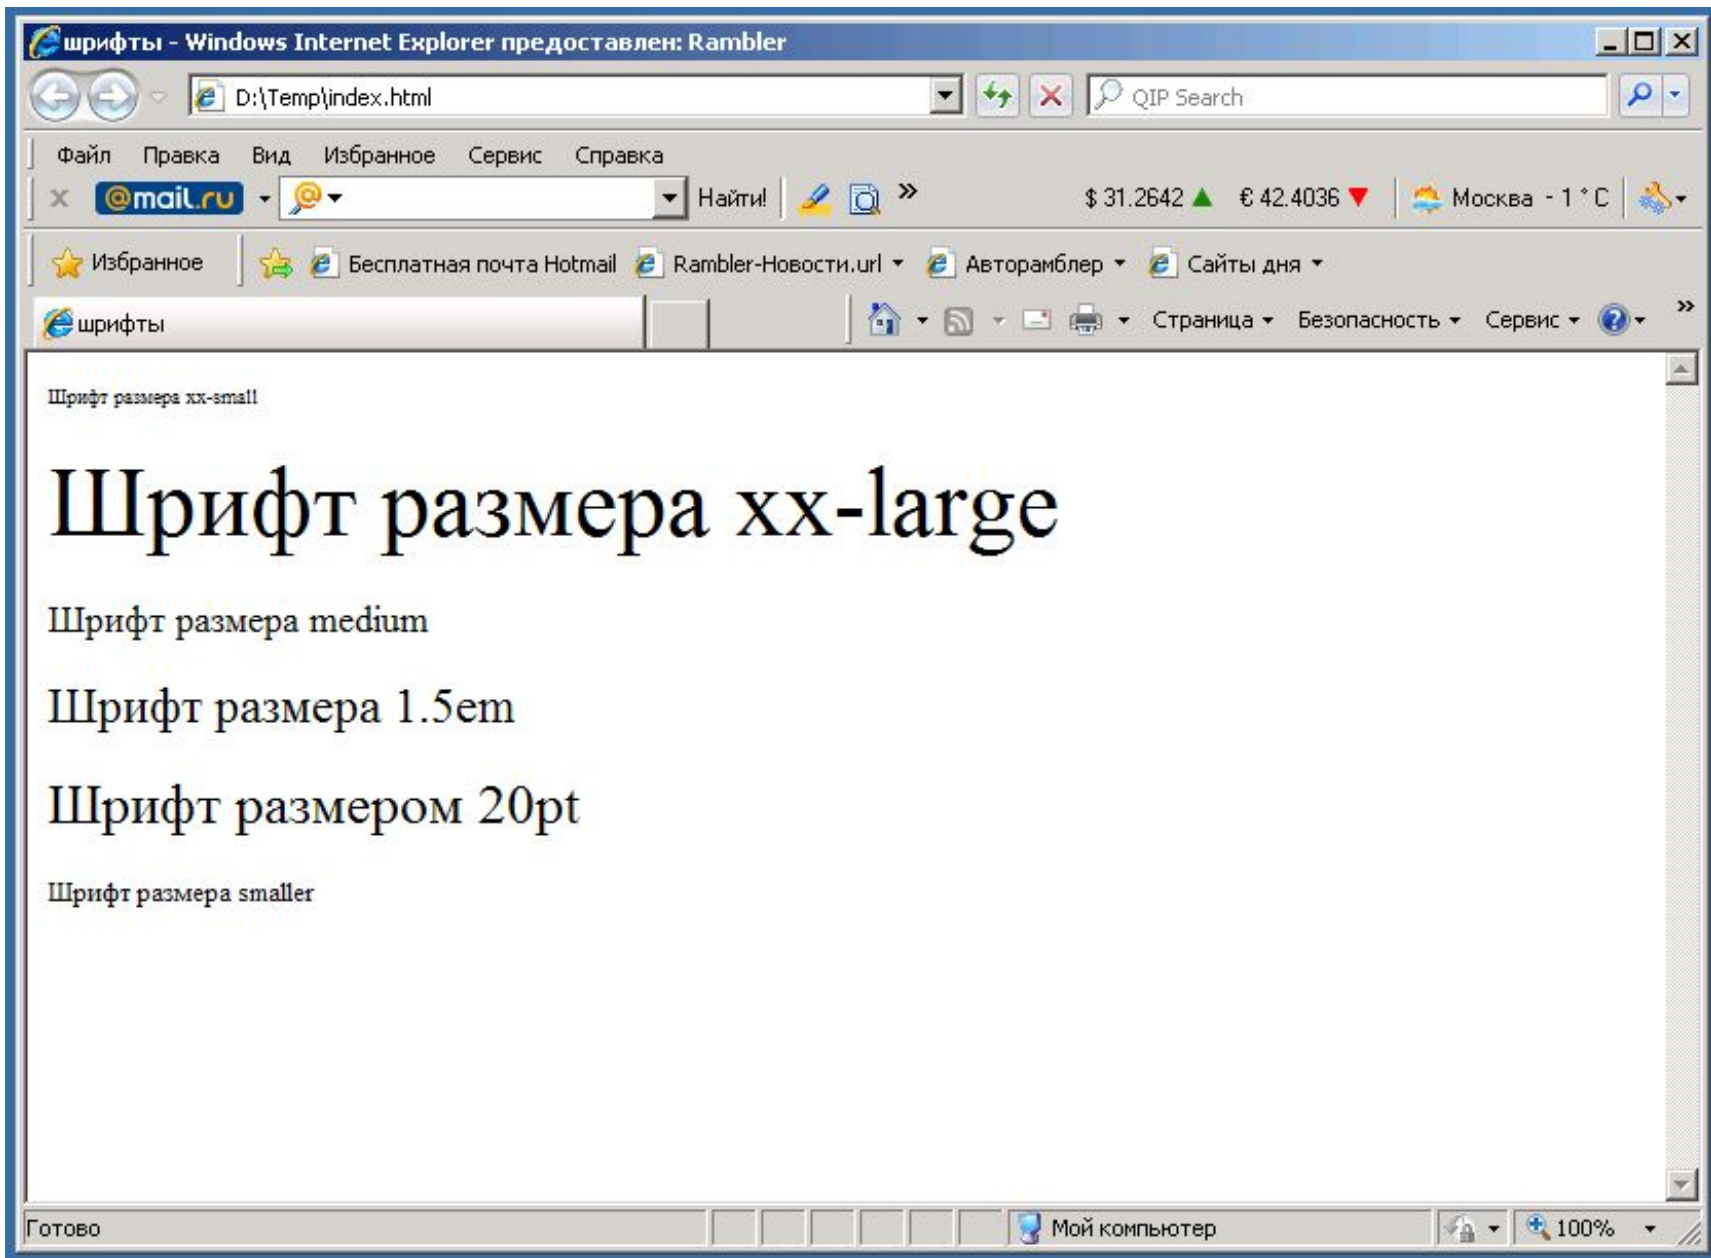 шрифты - Windows Internet Explorer предоставлен: Rambler
D:\Temp\index.html QIP Search
Файл Правка Вид Избранное Сервис Справка
x @mail.ru Найти! » $ 31.2642 ▲ € 42.4036 ▼ Москва - 1 ° C
Избранное Бесплатная почта Hotmail Rambler-Новости.url Авторамблер Сайты дня
шрифты Страница Безопасность Сервис »
Шрифт размера xx-small
Шрифт размера xx-large
Шрифт размера medium
Шрифт размера 1.5em
Шрифт размером 20pt
Шрифт размера smaller
Готово Мой компьютер 100%